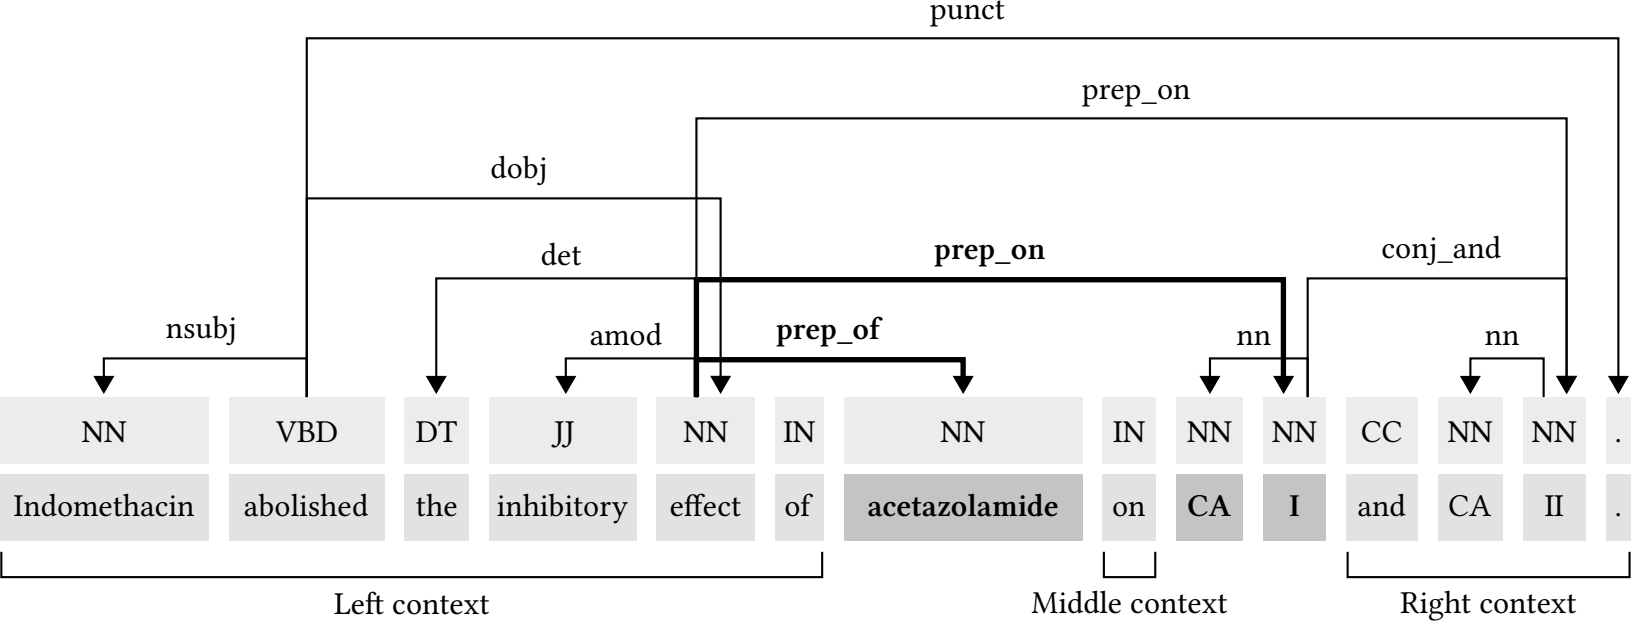 punct
prep_on
dobj
det prep_on conj_and
nsubj amod prep_of nn nn
NN VBD DT JJ NN IN NN IN NN NN CC NN NN .
Indomethacin abolished the inhibitory effect of acetazolamide on CA I and CA II .
Left context Middle context Right context